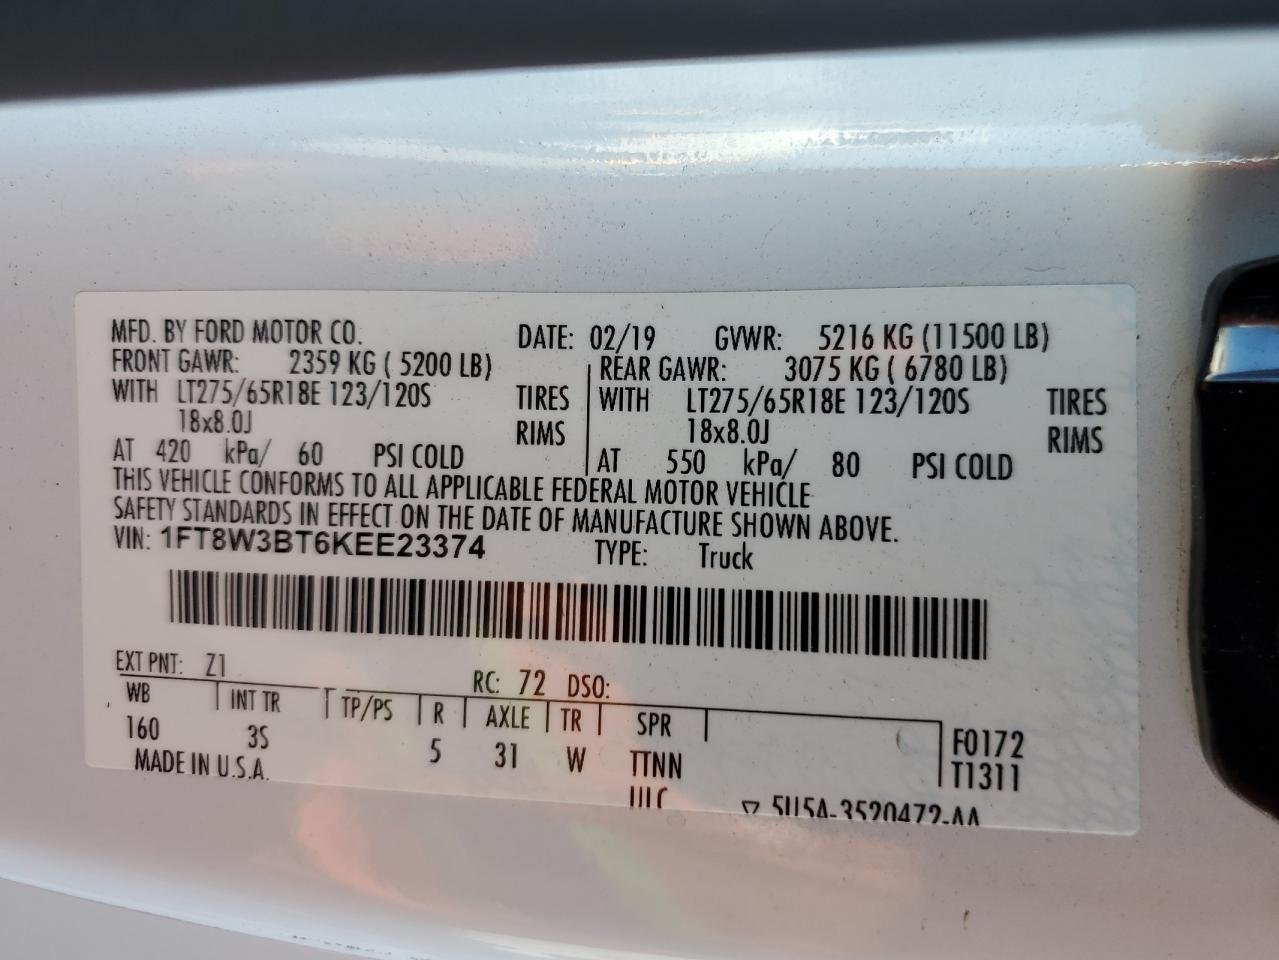 MFD. BY FORD MOTOR CO. DATE: 02/19 GVWR: 5216 KG (11500 LB)
FRONT GAWR: 2359 KG ( 5200 LB) REAR GAWR: 3075 KG ( 6780 LB)
WITH LT275/65R18E 123/120S TIRES WITH LT275/65R18E 123/120S TIRES
18x8.0J RIMS 18x8.0J RIMS
AT 420 kPa/ 60 PSI COLD AT 550 kPa/ 80 PSI COLD
THIS VEHICLE CONFORMS TO ALL APPLICABLE FEDERAL MOTOR VEHICLE
SAFETY STANDARDS IN EFFECT ON THE DATE OF MANUFACTURE SHOWN ABOVE.
VIN: 1FT8W3BT6KEE23374 TYPE: Truck
EXT PNT: Z1 RC: 72 DSO:
WB INT TR TP/PS R AXLE TR SPR F0172
160 3S 5 31 W TTNN T1311
MADE IN U.S.A. 5U5A-3520472-AA